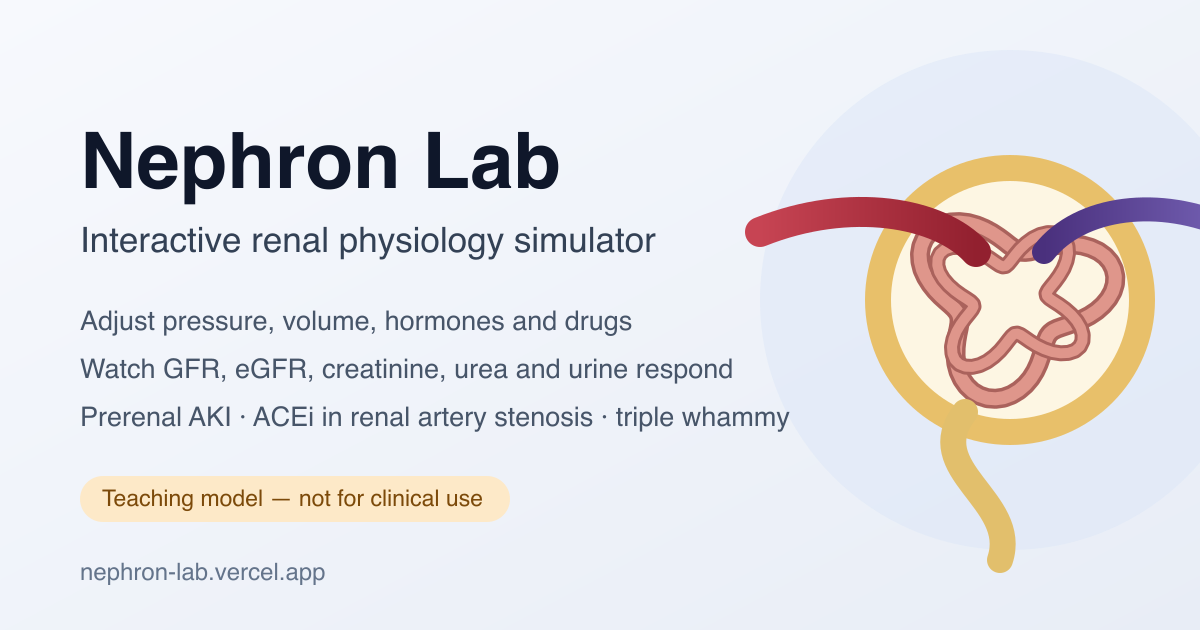 Nephron Lab
Interactive renal physiology simulator
Adjust pressure, volume, hormones and drugs
Watch GFR, eGFR, creatinine, urea and urine respond
Prerenal AKI · ACEi in renal artery stenosis · triple whammy
Teaching model — not for clinical use
nephron-lab.vercel.app